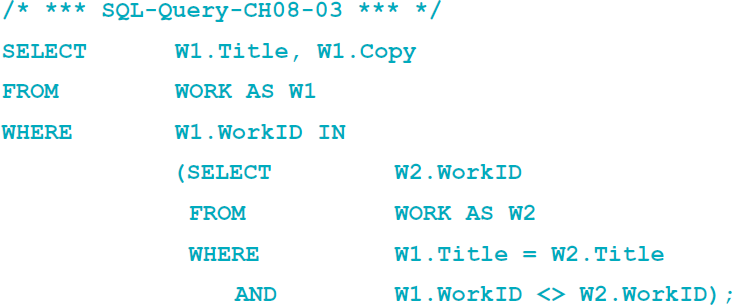 /* *** SQL-Query-CH08-03 *** */
SELECT W1.Title, W1.Copy
FROM WORK AS W1
WHERE W1.WorkID IN
(SELECT W2.WorkID
FROM WORK AS W2
WHERE W1.Title = W2.Title
AND W1.WorkID <> W2.WorkID);